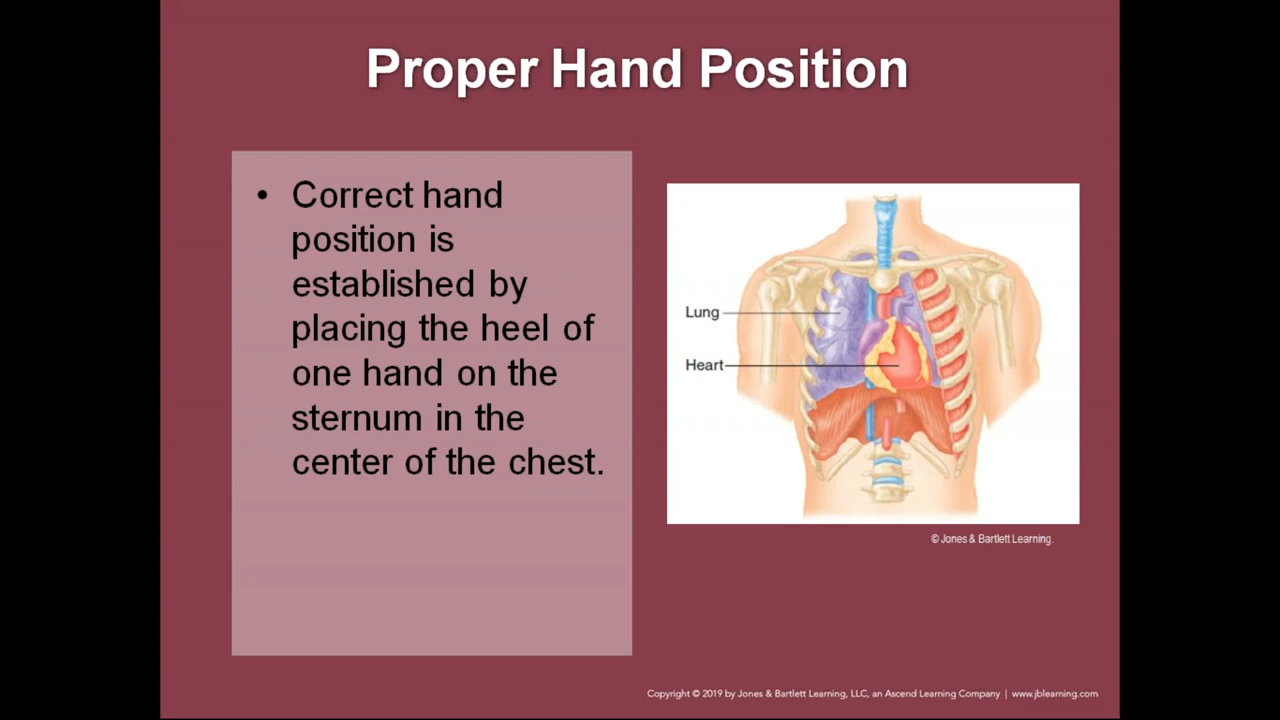 Proper Hand Position
• Correct hand
position is
established by
placing the heel of
one hand on the
sternum in the
center of the chest.
Lung
Heart
© Jones & Bartlett Learning.
Copyright © 2019 by Jones & Bartlett Learning, LLC, an Ascend Learning Company | www.jblearning.com